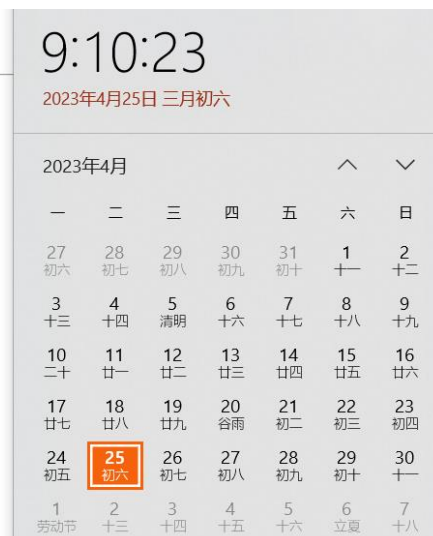 9:10:23
2023年4月25日 三月初六
2023年4月
一 二 三 四 五 六 日
27 28 29 30 31 1 2
初六 初七 初八 初九 初十 十一 十二
3 4 5 6 7 8 9
十三 十四 清明 十六 十七 十八 十九
10 11 12 13 14 15 16
二十 廿一 廿二 廿三 廿四 廿五 廿六
17 18 19 20 21 22 23
廿七 廿八 廿九 谷雨 初二 初三 初四
24 25 26 27 28 29 30
初五 初六 初七 初八 初九 初十 十一
1 2 3 4 5 6 7
劳动节 十三 十四 十五 十六 立夏 十八